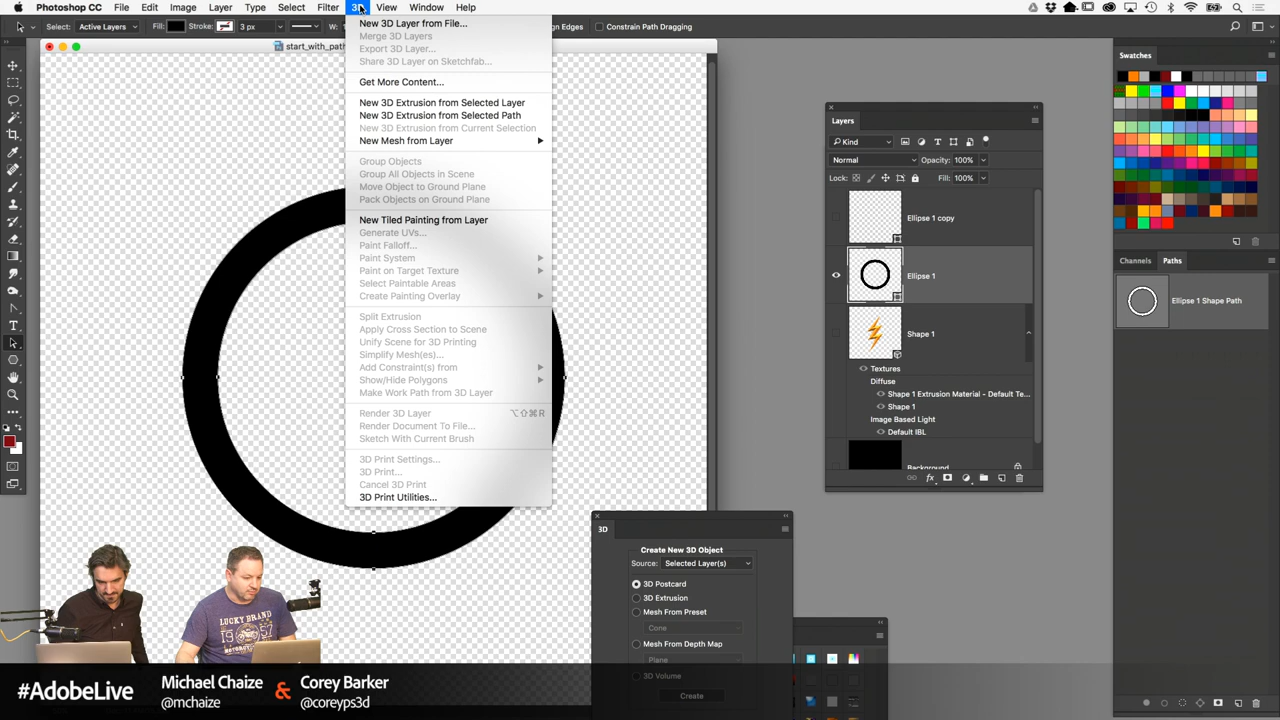 Photoshop CC File Edit Image Layer Type Select Filter 3D View Window Help
Select: Active Layers Fill: Stroke: 3 px W: Edges Constrain Path Dragging
start_with_path
New 3D Layer from File...
Merge 3D Layers
Export 3D Layer...
Share 3D Layer on Sketchfab...
Get More Content...
New 3D Extrusion from Selected Layer
New 3D Extrusion from Selected Path
New 3D Extrusion from Current Selection
New Mesh from Layer
Group Objects
Group All Objects in Scene
Move Object to Ground Plane
Pack Objects on Ground Plane
New Tiled Painting from Layer
Generate UVs...
Paint Falloff...
Paint System
Paint on Target Texture
Select Paintable Areas
Create Painting Overlay
Split Extrusion
Apply Cross Section to Scene
Unify Scene for 3D Printing
Simplify Mesh(es)...
Add Constraint(s) from
Show/Hide Polygons
Make Work Path from 3D Layer
Render 3D Layer ⌥⇧⌘R
Render Document To File...
Sketch With Current Brush
3D Print Settings...
3D Print...
Cancel 3D Print
3D Print Utilities...
Layers
Kind
Normal Opacity: 100%
Lock: Fill: 100%
Ellipse 1 copy
Ellipse 1
Shape 1
Textures
Diffuse
Shape 1 Extrusion Material - Default Te...
Shape 1
Image Based Light
Default IBL
Background
Swatches
Channels Paths
Ellipse 1 Shape Path
3D
Create New 3D Object
Source: Selected Layer(s)
3D Postcard
3D Extrusion
Mesh From Preset
Cone
Mesh From Depth Map
Plane
3D Volume
Create
LUCKY BRAND
#AdobeLive
Michael Chaize
@mchaize
&
Corey Barker
@coreyps3d